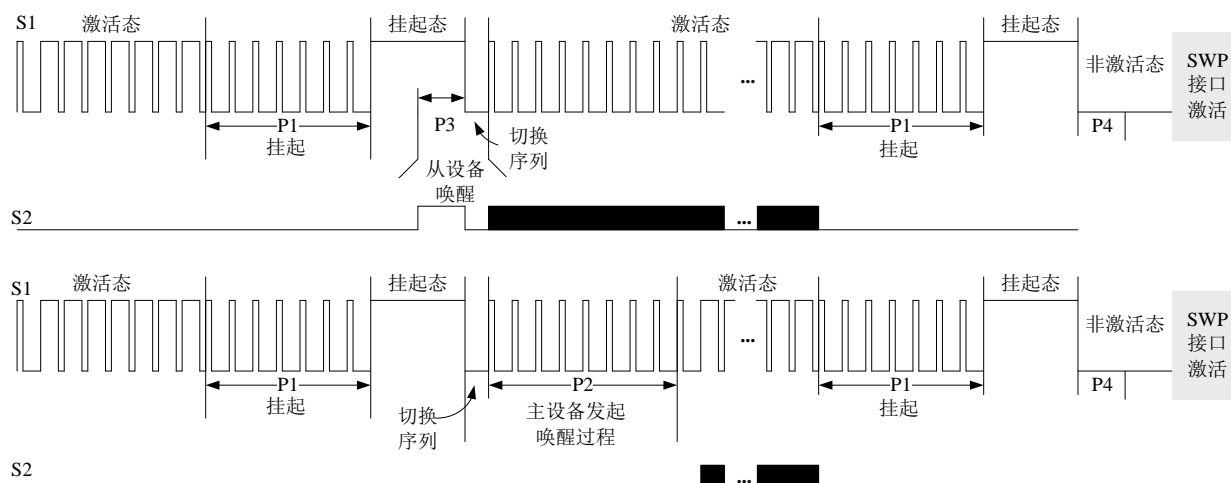 S1
激活态
挂起态
激活态
挂起态
非激活态
SWP
接口
激活
P1
挂起
P3
切换
序列
从设备
唤醒
...
P1
挂起
P4
S2
...
S1
激活态
挂起态
激活态
挂起态
非激活态
SWP
接口
激活
...
P1
挂起
切换
序列
P2
主设备发起
唤醒过程
P1
挂起
P4
S2
...